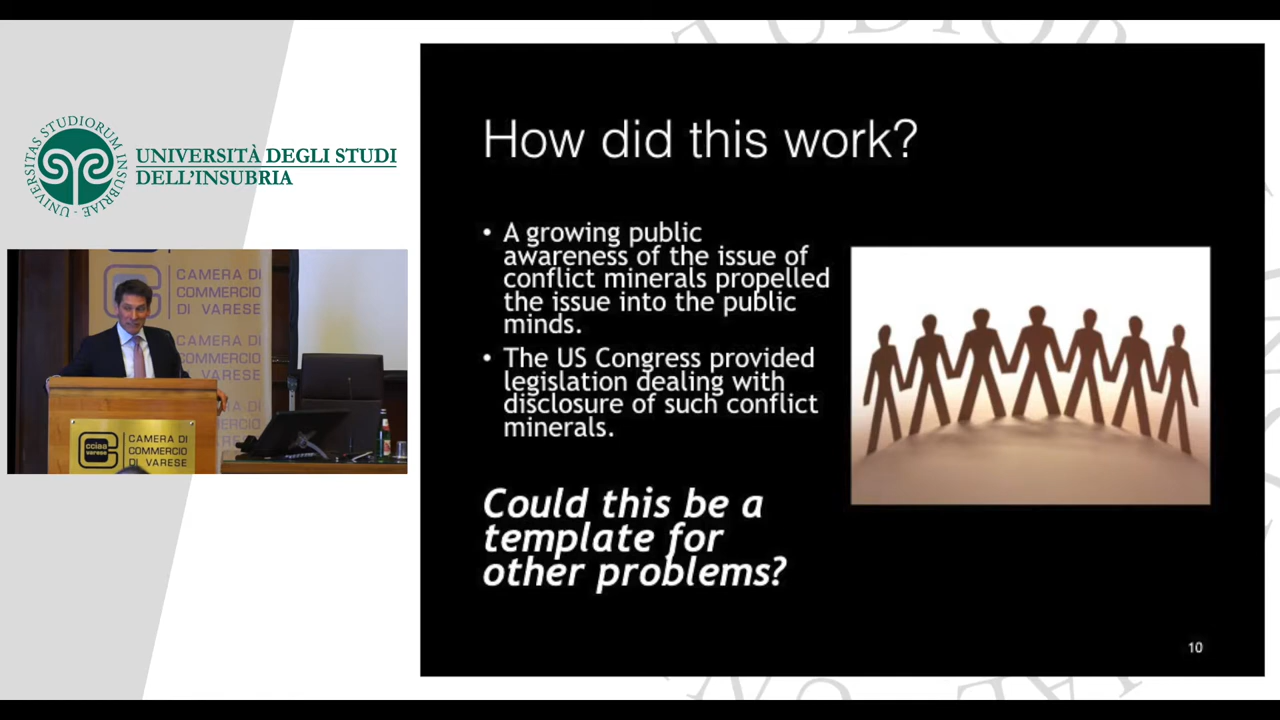 UNIVERSITAS STUDIORUM INSUBRIAE
UNIVERSITÀ DEGLI STUDI
DELL'INSUBRIA
CAMERA DI
COMMERCIO
DI VARESE
CAMERA DI
COMMERCIO
VARESE
CAMERA DI
COMMERCIO
cciaa
varese
CAMERA DI
COMMERCIO
DI VARESE
How did this work?
• A growing public
awareness of the issue of
conflict minerals propelled
the issue into the public
minds.
• The US Congress provided
legislation dealing with
disclosure of such conflict
minerals.
Could this be a
template for
other problems?
10